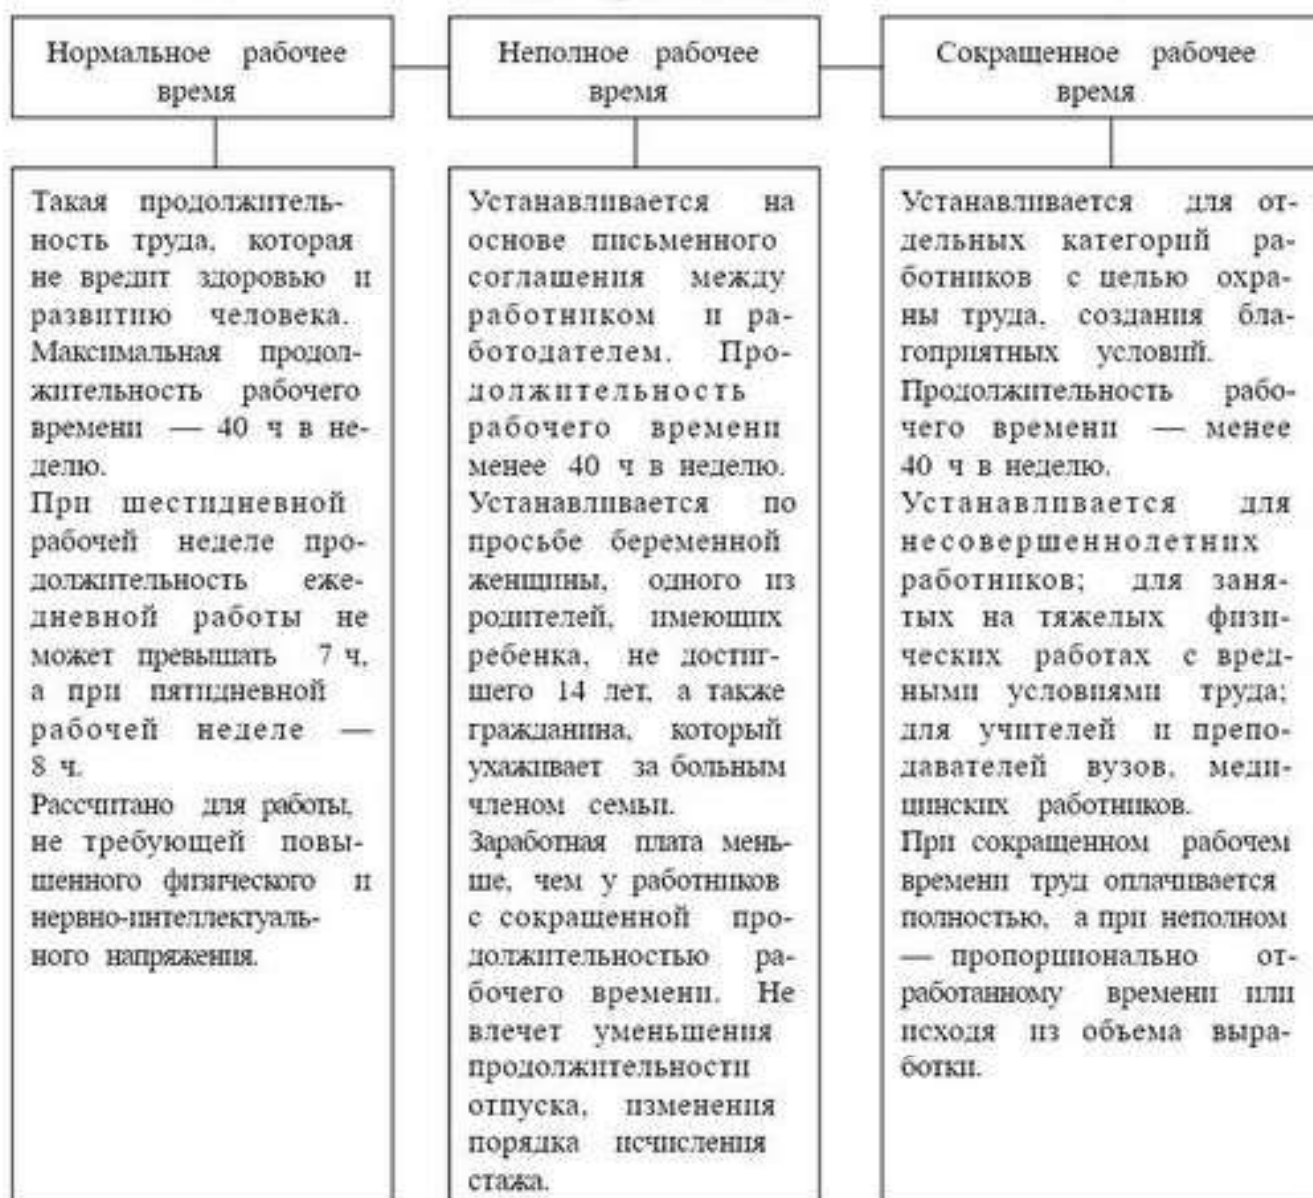 Нормальное рабочее
время
Неполное рабочее
время
Сокращенное рабочее
время
Такая продолжитель-
ность труда, которая
не вредит здоровью и
развитию человека.
Максимальная продол-
жительность рабочего
времени — 40 ч в не-
делю.
При шестидневной
рабочей неделе про-
должительность еже-
дневной работы не
может превышать 7 ч,
а при пятидневной
рабочей неделе —
8 ч.
Рассчитано для работы,
не требующей повы-
шенного физического и
нервно-интеллектуаль-
ного напряжения.
Устанавливается на
основе письменного
соглашения между
работником и ра-
ботодателем. Про-
должительность
рабочего времени
менее 40 ч в неделю.
Устанавливается по
просьбе беременной
женщины, одного из
родителей, имеющих
ребенка, не достиг-
шего 14 лет, а также
гражданина, который
ухаживает за больным
членом семьи.
Заработная плата мень-
ше, чем у работников
с сокращенной про-
должительностью ра-
бочего времени. Не
влечет уменьшения
продолжительности
отпуска, изменения
порядка исчисления
стажа.
Устанавливается для от-
дельных категорий ра-
ботников с целью охра-
ны труда, создания бла-
гоприятных условий.
Продолжительность рабо-
чего времени — менее
40 ч в неделю.
Устанавливается для
несовершеннолетних
работников; для заня-
тых на тяжелых физи-
ческих работах с вред-
ными условиями труда;
для учителей и препо-
давателей вузов, меди-
цинских работников.
При сокращенном рабочем
времени труд оплачивается
полностью, а при неполном
— пропорционально от-
работанному времени или
исходя из объема выра-
ботки.